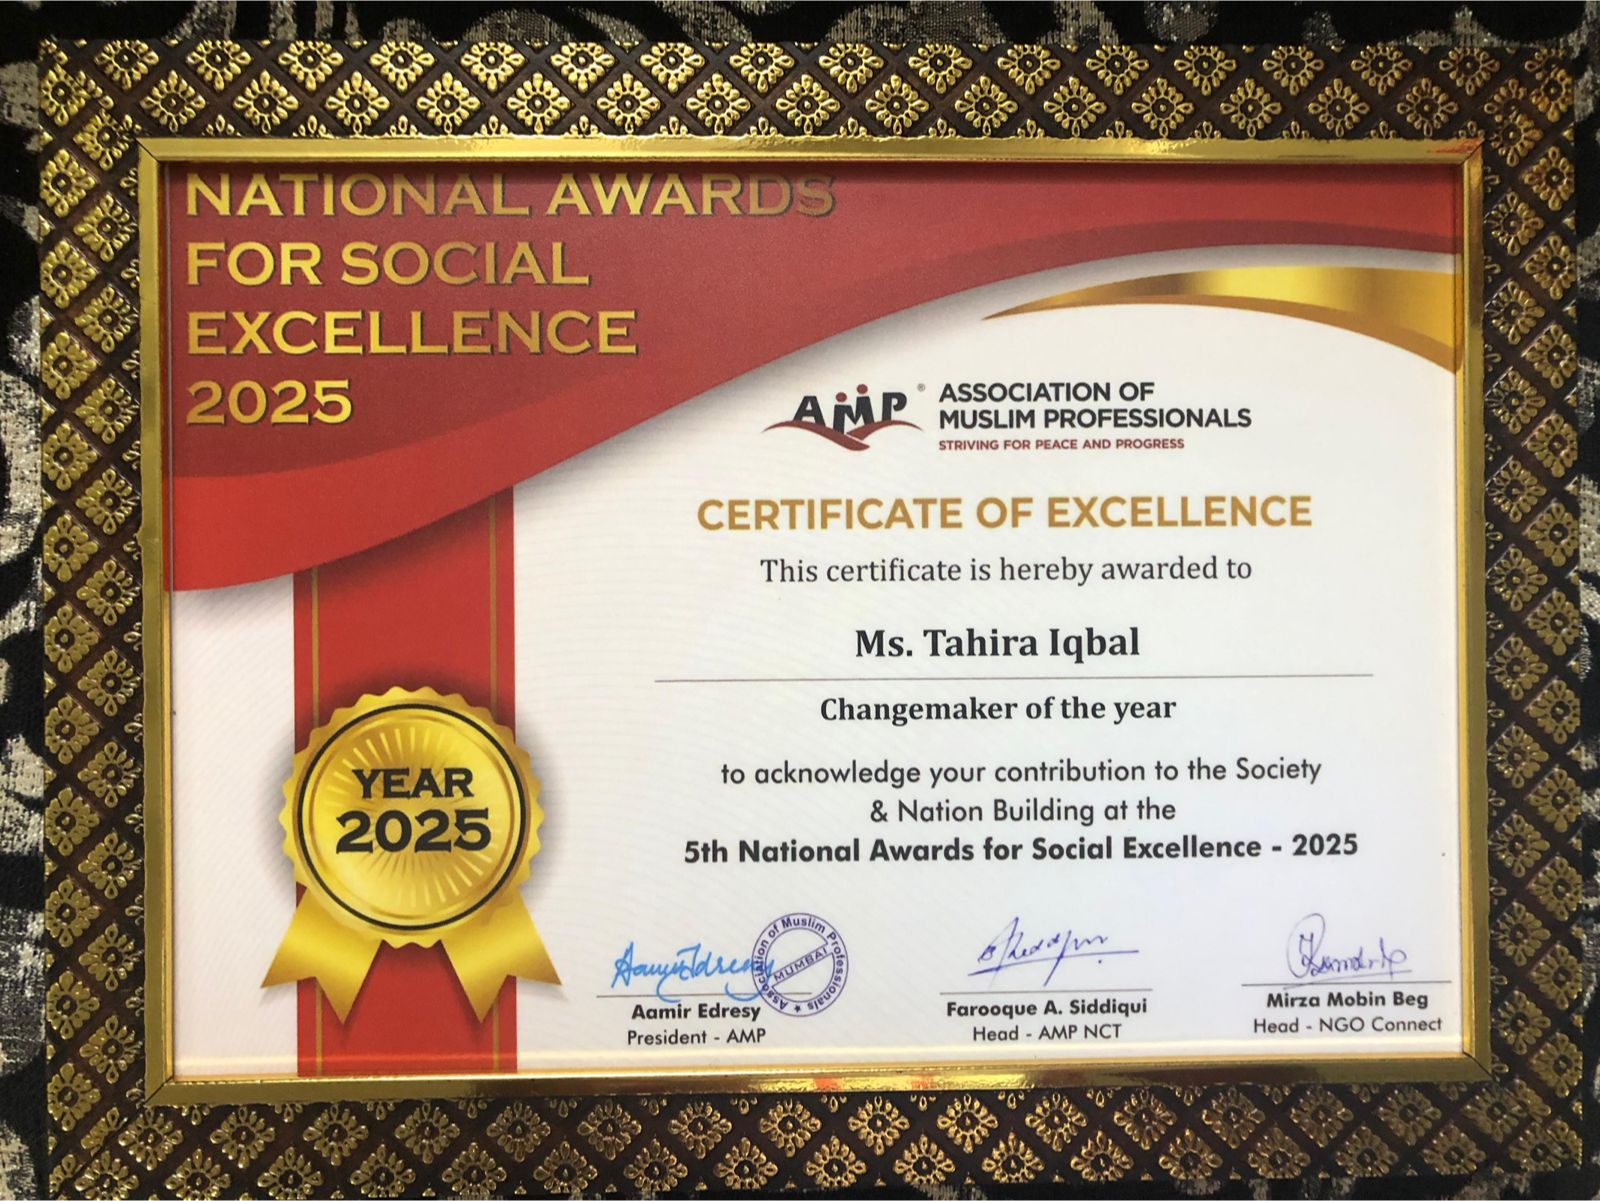 NATIONAL AWARDS
FOR SOCIAL
EXCELLENCE
2025
AMP®
ASSOCIATION OF
MUSLIM PROFESSIONALS
STRIVING FOR PEACE AND PROGRESS
CERTIFICATE OF EXCELLENCE
This certificate is hereby awarded to
Ms. Tahira Iqbal
Changemaker of the year
to acknowledge your contribution to the Society
& Nation Building at the
5th National Awards for Social Excellence - 2025
YEAR
2025
Aamir Edresy
Association of Muslim Professionals
MUMBAI
Aamir Edresy
President - AMP
Farooque A. Siddiqui
Head - AMP NCT
Mirza Mobin Beg
Head - NGO Connect